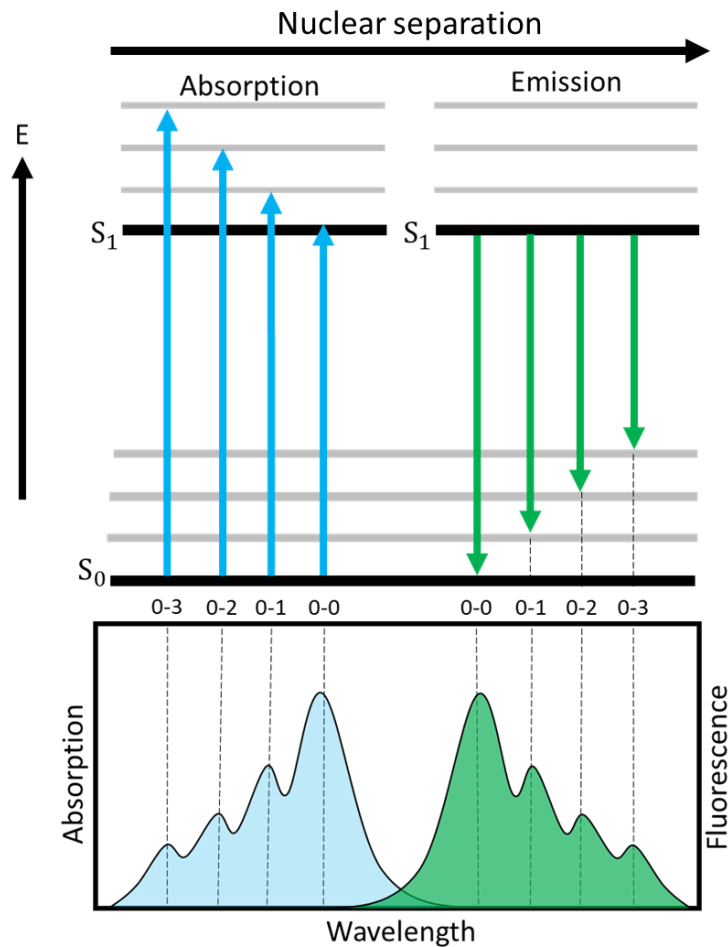 Nuclear separation
Absorption
Emission
E
S₁
S₁
S₀
0-3 0-2 0-1 0-0 0-0 0-1 0-2 0-3
Absorption
Fluorescence
Wavelength